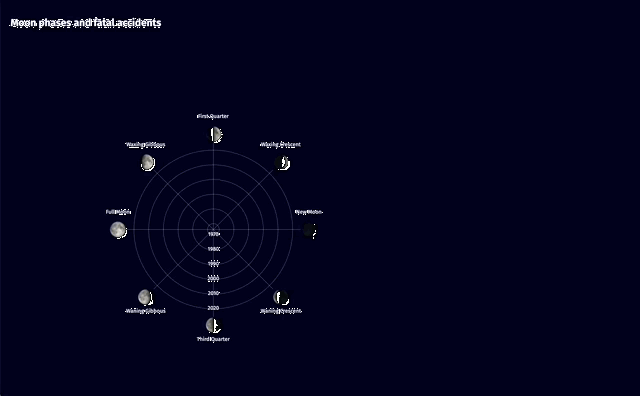 Moon phases and fatal accidents
First Quarter
Waxing Gibbous
Waxing Crescent
Full Moon
New Moon
1970
1980
1990
2000
2010
2020
Waning Gibbous
Waning Crescent
Third Quarter